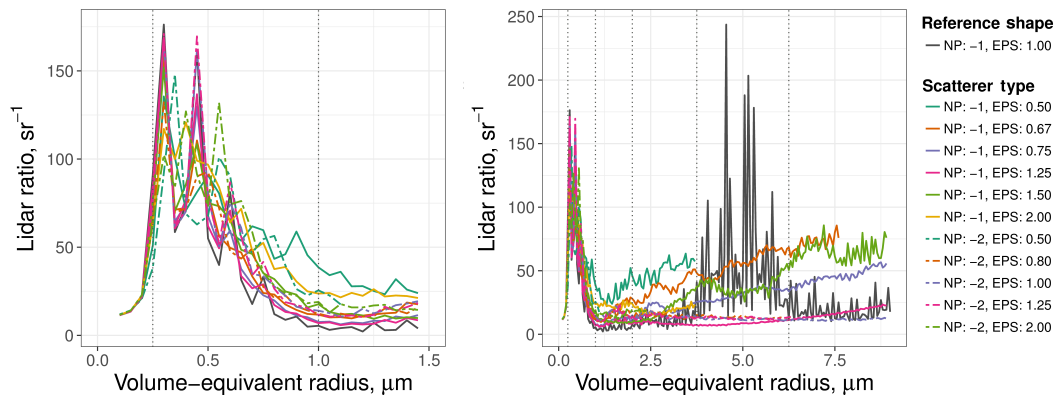 Lidar ratio, sr⁻¹
150
100
50
0
0.0 0.5 1.0 1.5
Volume−equivalent radius, μm
Lidar ratio, sr⁻¹
250
200
150
100
50
0
0.0 2.5 5.0 7.5
Volume−equivalent radius, μm
Reference shape
NP: −1, EPS: 1.00
Scatterer type
NP: −1, EPS: 0.50
NP: −1, EPS: 0.67
NP: −1, EPS: 0.75
NP: −1, EPS: 1.25
NP: −1, EPS: 1.50
NP: −1, EPS: 2.00
NP: −2, EPS: 0.50
NP: −2, EPS: 0.80
NP: −2, EPS: 1.00
NP: −2, EPS: 1.25
NP: −2, EPS: 2.00